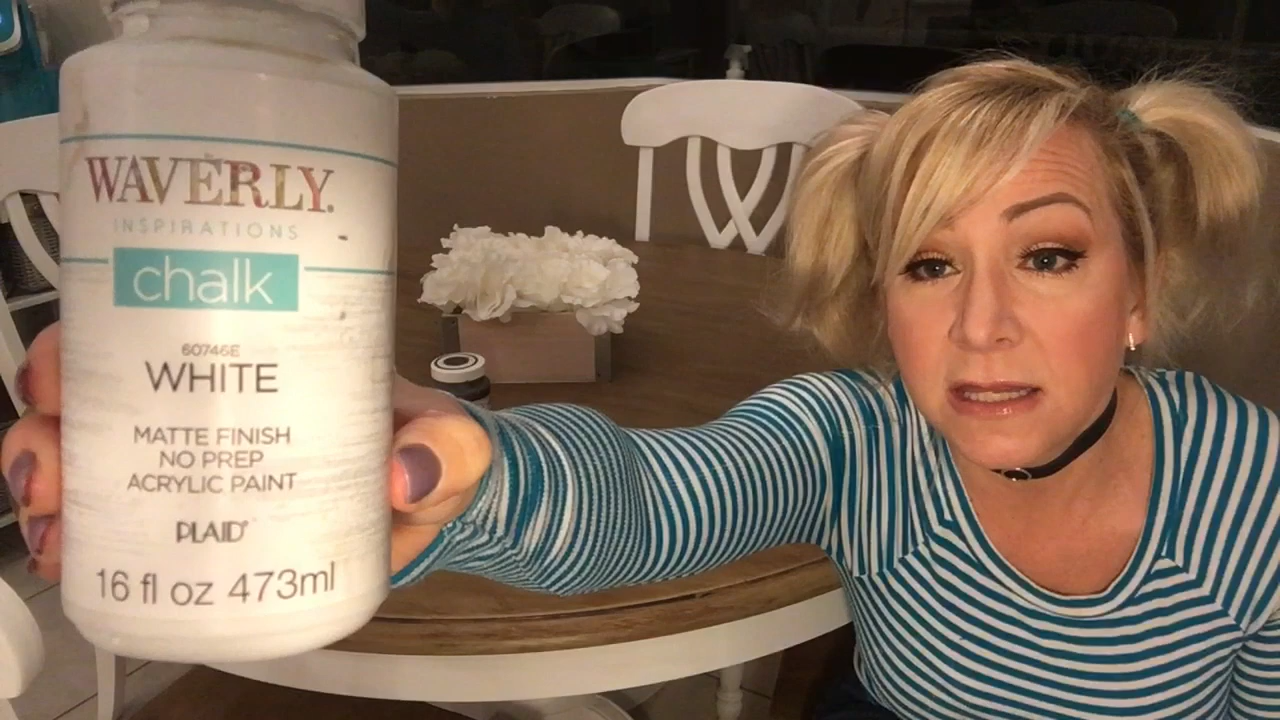 WAVERLY.
INSPIRATIONS
chalk
60746E
WHITE
MATTE FINISH
NO PREP
ACRYLIC PAINT
PLAID®
16 fl oz 473ml